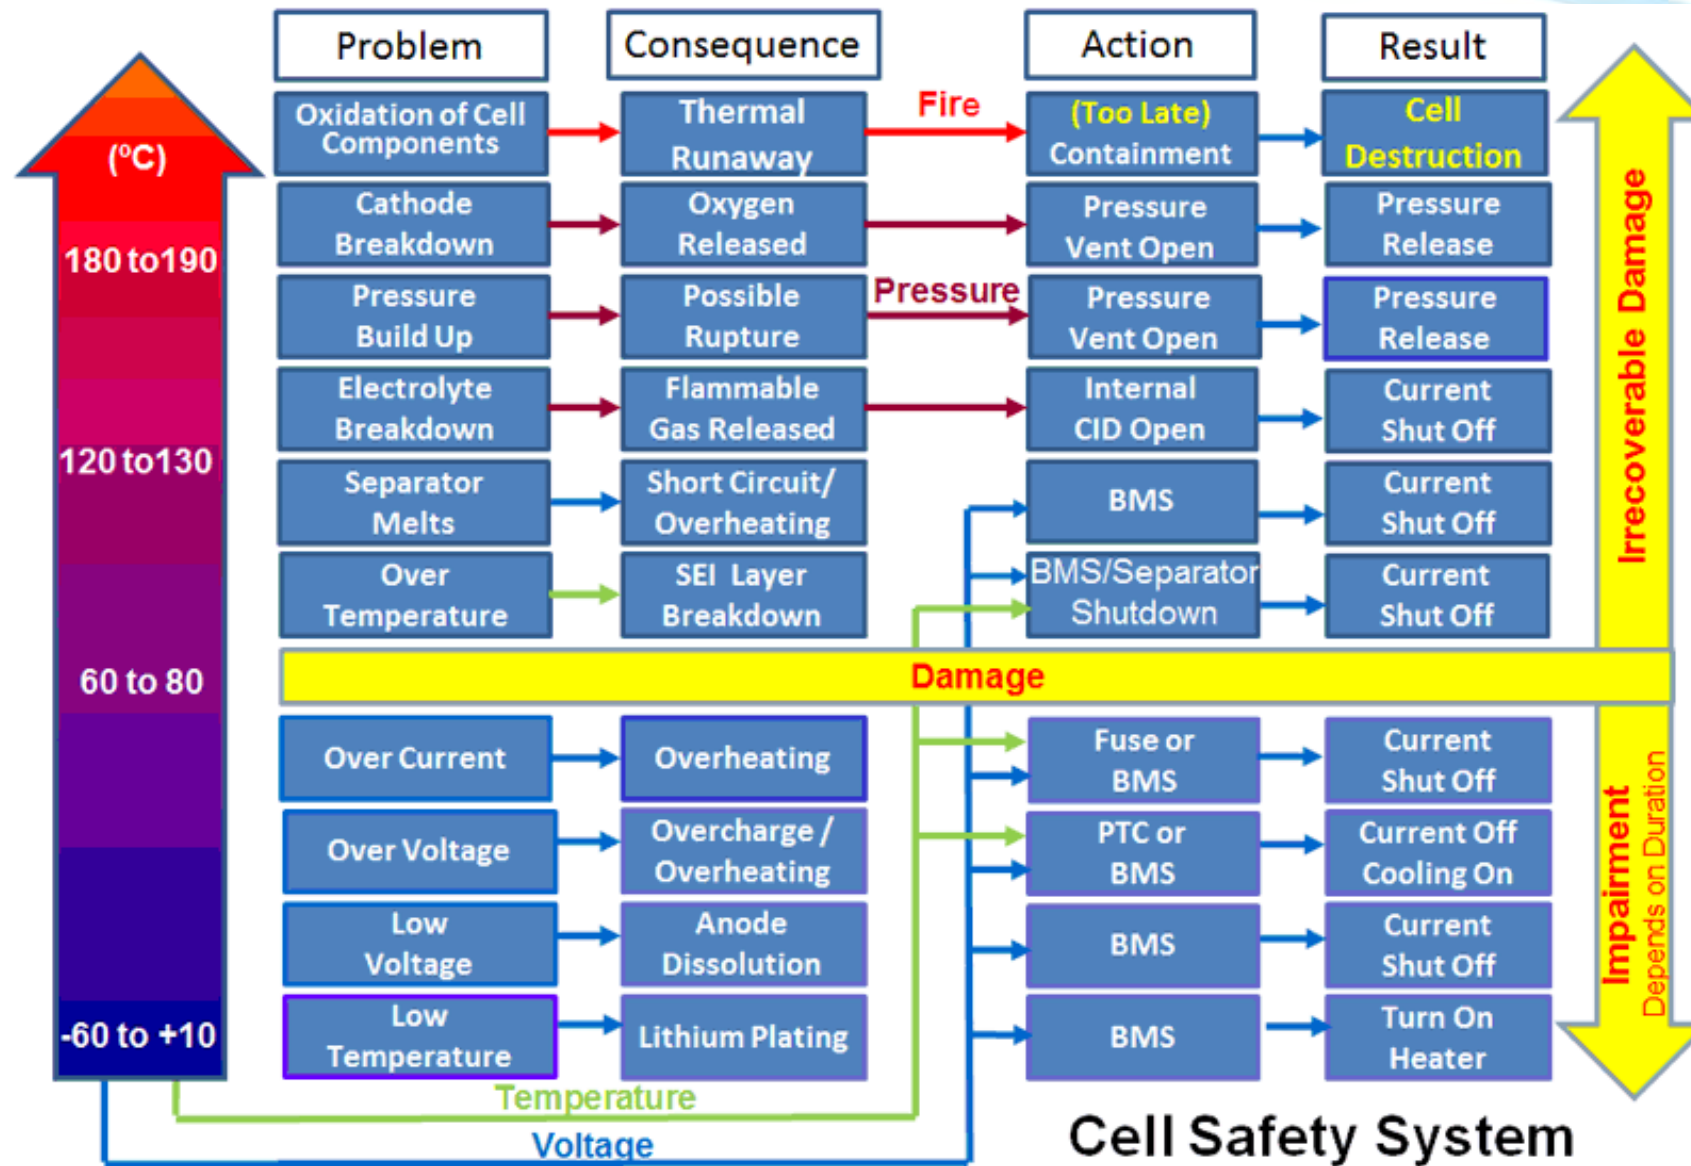 Problem
Consequence
Action
Result
Oxidation of Cell
Components
Thermal
Runaway
Fire
(Too Late)
Containment
Cell
Destruction
(ºC)
Cathode
Breakdown
Oxygen
Released
Pressure
Vent Open
Pressure
Release
180 to190
Pressure
Build Up
Possible
Rupture
Pressure
Pressure
Vent Open
Pressure
Release
Electrolyte
Breakdown
Flammable
Gas Released
Internal
CID Open
Current
Shut Off
120 to130
Separator
Melts
Short Circuit/
Overheating
BMS
Current
Shut Off
Over
Temperature
SEI Layer
Breakdown
BMS/Separator
Shutdown
Current
Shut Off
Irrecoverable Damage
60 to 80
Damage
Over Current
Overheating
Fuse or
BMS
Current
Shut Off
Over Voltage
Overcharge /
Overheating
PTC or
BMS
Current Off
Cooling On
Low
Voltage
Anode
Dissolution
BMS
Current
Shut Off
Impairment
Depends on Duration
-60 to +10
Low
Temperature
Lithium Plating
BMS
Turn On
Heater
Temperature
Voltage
Cell Safety System